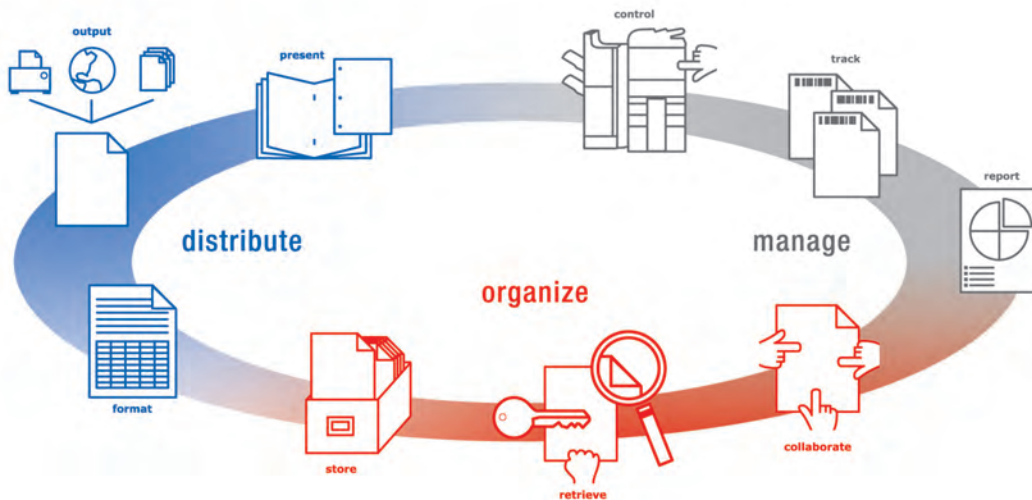 control
output
present
track
report
distribute
manage
organize
format
store
collaborate
retrieve